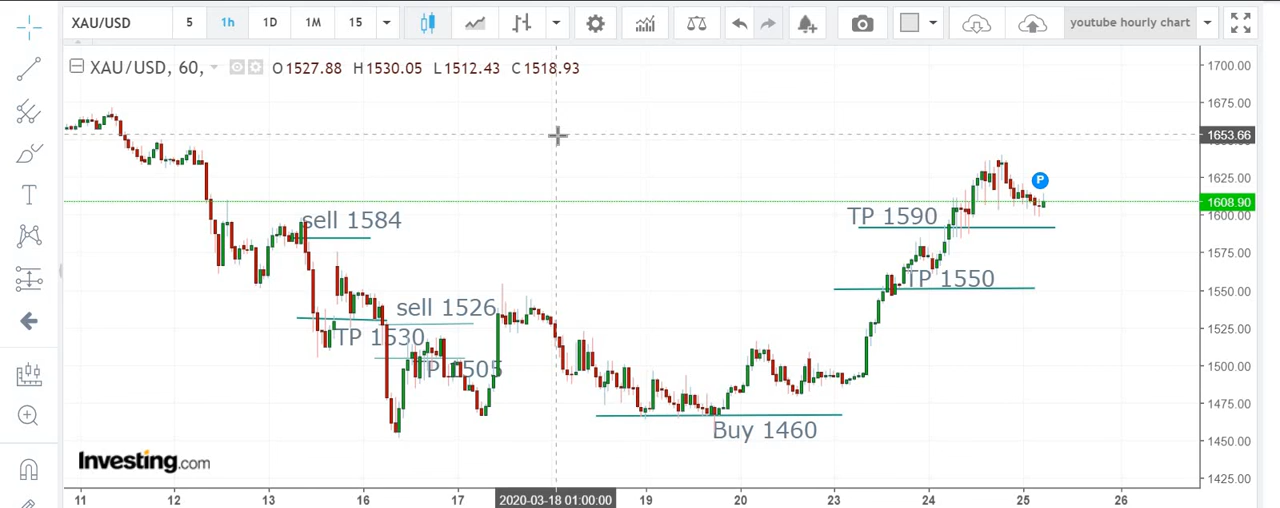 XAU/USD 5 1h 1D 1M 15 youtube hourly chart
XAU/USD, 60, O1527.88 H1530.05 L1512.43 C1518.93
1700.00
1675.00
1653.66
1625.00
P
1608.90
1600.00
TP 1590
sell 1584
1575.00
TP 1550
1550.00
sell 1526
1525.00
TP 1530
TP 1505
1500.00
1475.00
Buy 1460
1450.00
Investing.com
1425.00
11 12 13 16 17 2020-03-18 01:00:00 19 20 23 24 25 26
T